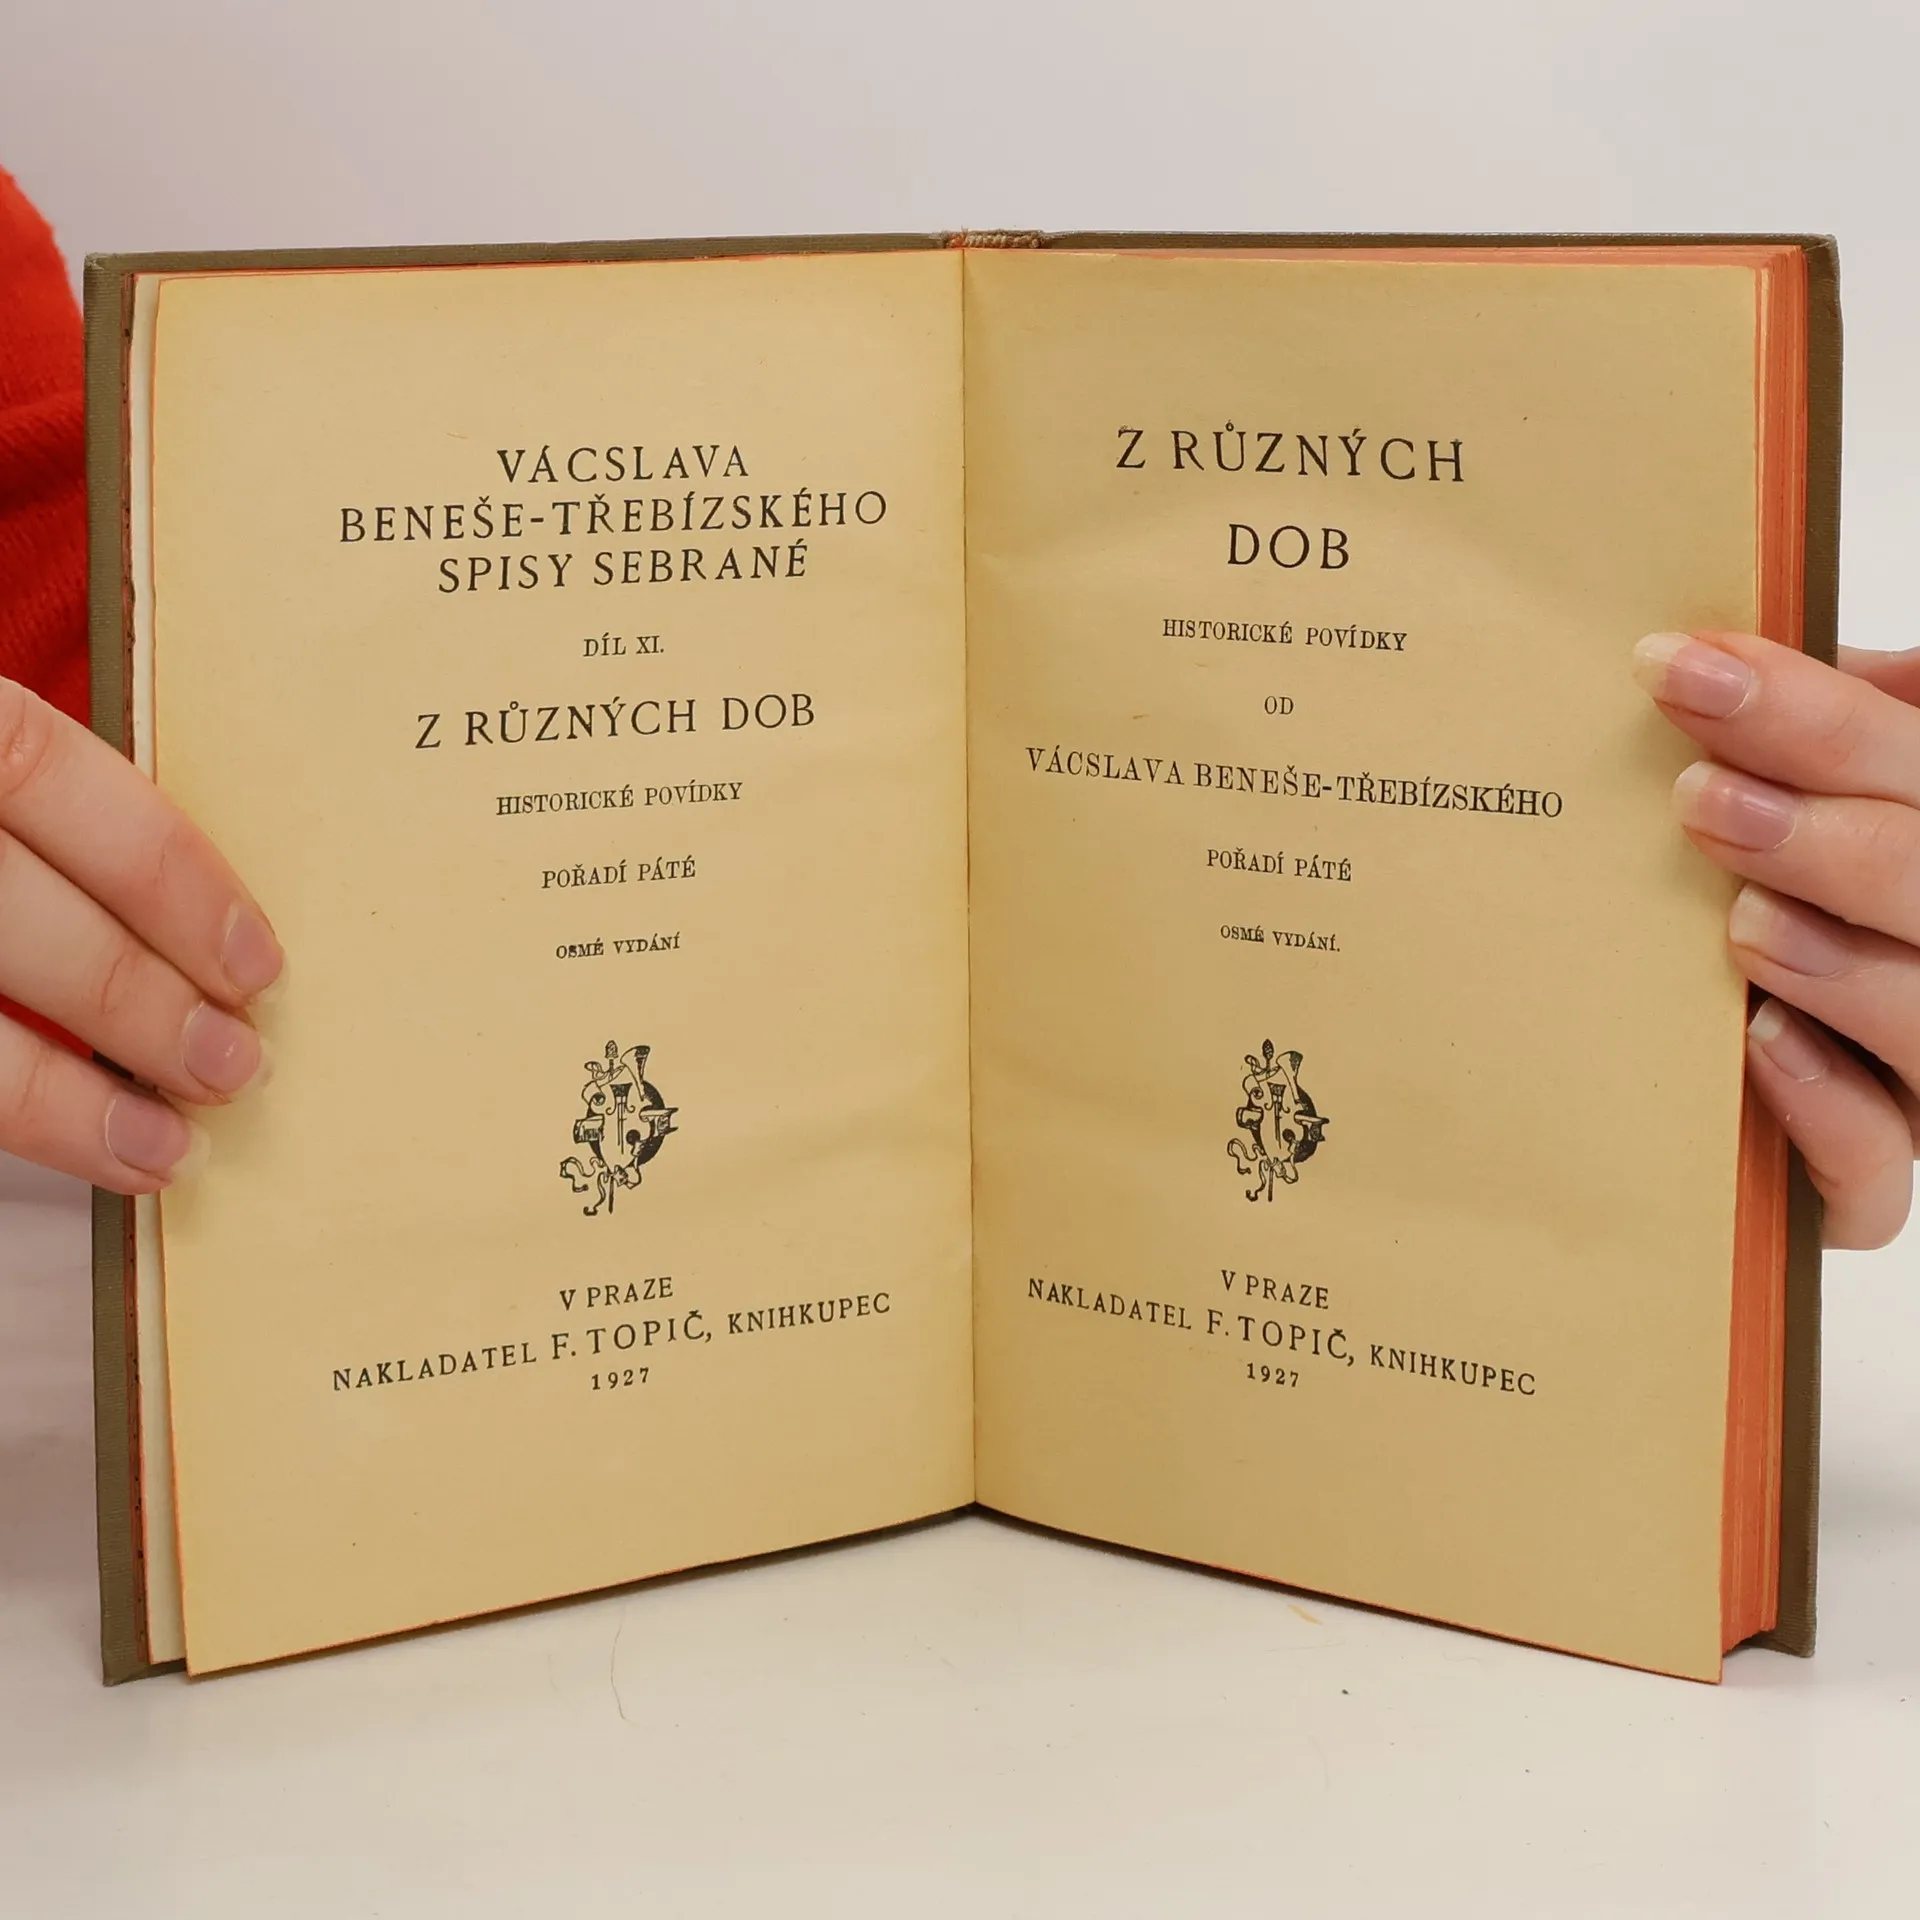 VÁCSLAVA
BENEŠE-TŘEBÍZSKÉHO
SPISY SEBRANÉ
DÍL XI.
Z RŮZNÝCH DOB
HISTORICKÉ POVÍDKY
POŘADÍ PÁTÉ
OSMÉ VYDÁNÍ
V PRAZE
NAKLADATEL F. TOPIČ, KNIHKUPEC
1927
Z RŮZNÝCH
DOB
HISTORICKÉ POVÍDKY
OD
VÁCSLAVA BENEŠE-TŘEBÍZSKÉHO
POŘADÍ PÁTÉ
OSMÉ VYDÁNÍ.
V PRAZE
NAKLADATEL F. TOPIČ, KNIHKUPEC
1927